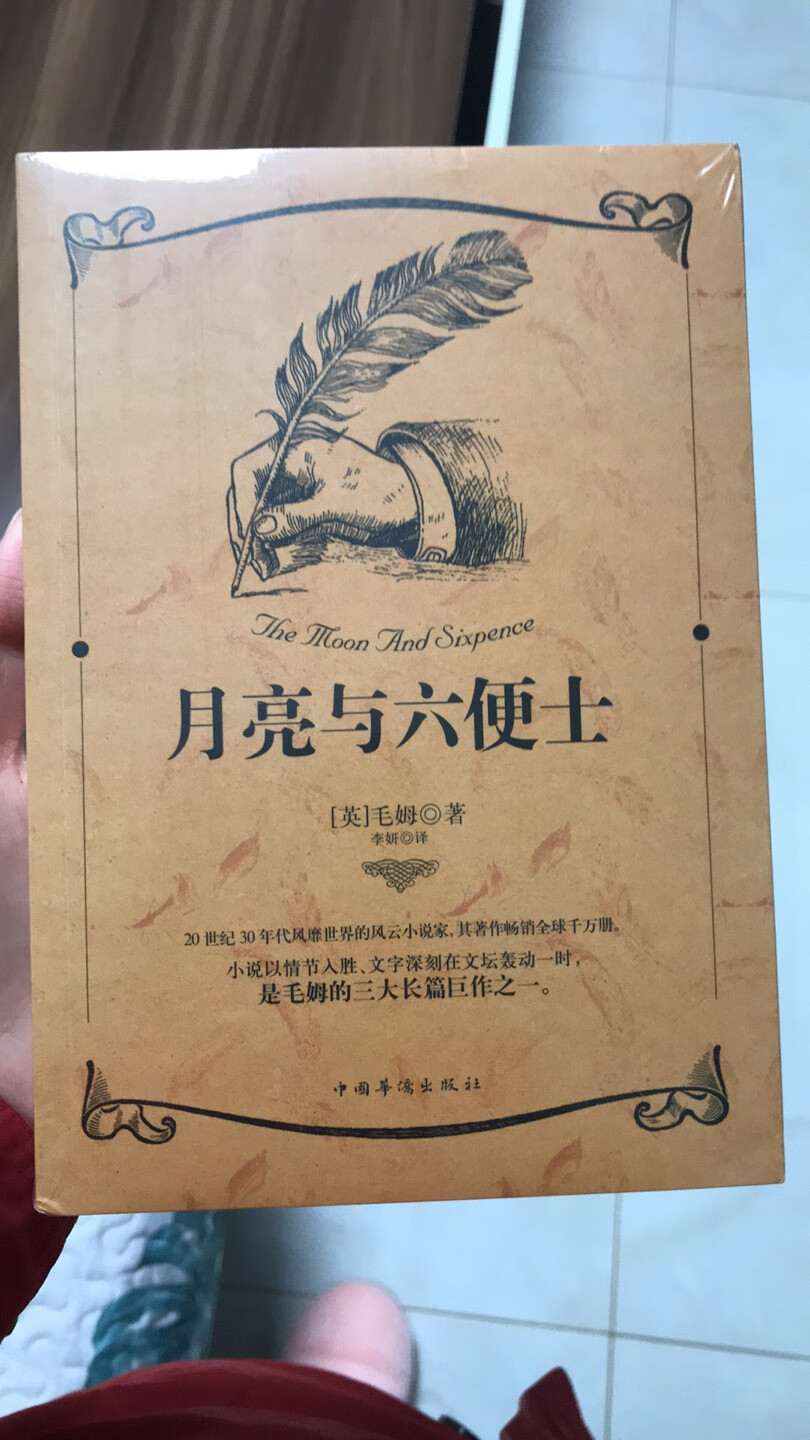 The Moon And Sixpence
月亮与六便士
[英]毛姆◎著
李妍◎译
20世纪30年代风靡世界的风云小说家,其著作畅销全球千万册。
小说以情节入胜、文字深刻在文坛轰动一时,
是毛姆的三大长篇巨作之一。
中国华侨出版社